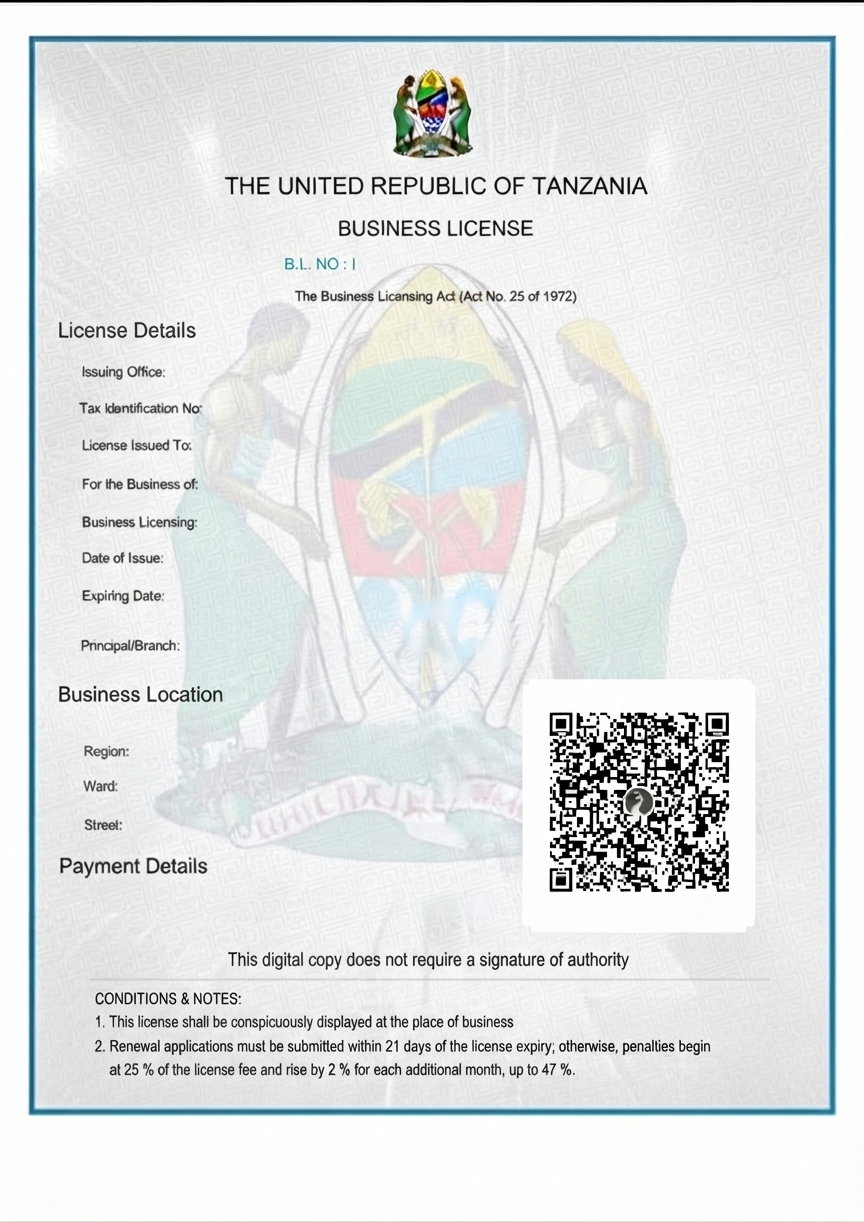 THE UNITED REPUBLIC OF TANZANIA
BUSINESS LICENSE
B.L. NO : I
The Business Licensing Act (Act No. 25 of 1972)
License Details
Issuing Office:
Tax Identification No:
License Issued To:
For the Business of:
Business Licensing:
Date of Issue:
Expiring Date:
Principal/Branch:
Business Location
Region:
Ward:
Street:
Payment Details
This digital copy does not require a signature of authority
CONDITIONS & NOTES:
1. This license shall be conspicuously displayed at the place of business
2. Renewal applications must be submitted within 21 days of the license expiry; otherwise, penalties begin
at 25 % of the license fee and rise by 2 % for each additional month, up to 47 %.